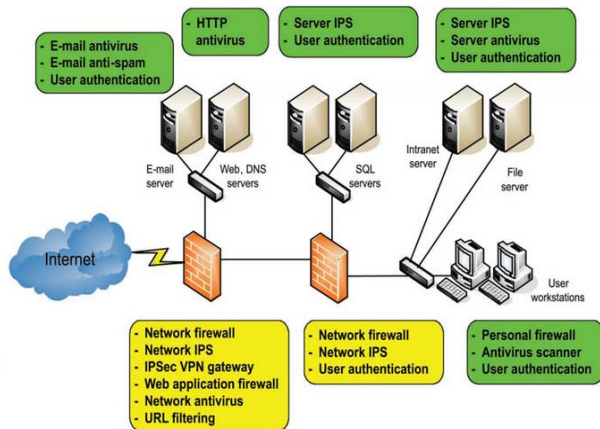 - HTTP
antivirus
- Server IPS
- User authentication
- Server IPS
- Server antivirus
- User authentication
- E-mail antivirus
- E-mail anti-spam
- User authentication
E-mail
server
Web, DNS
servers
SQL
servers
Intranet
server
File
server
Internet
User
workstations
- Network firewall
- Network IPS
- IPSec VPN gateway
- Web application firewall
- Network antivirus
- URL filtering
- Network firewall
- Network IPS
- User authentication
- Personal firewall
- Antivirus scanner
- User authentication